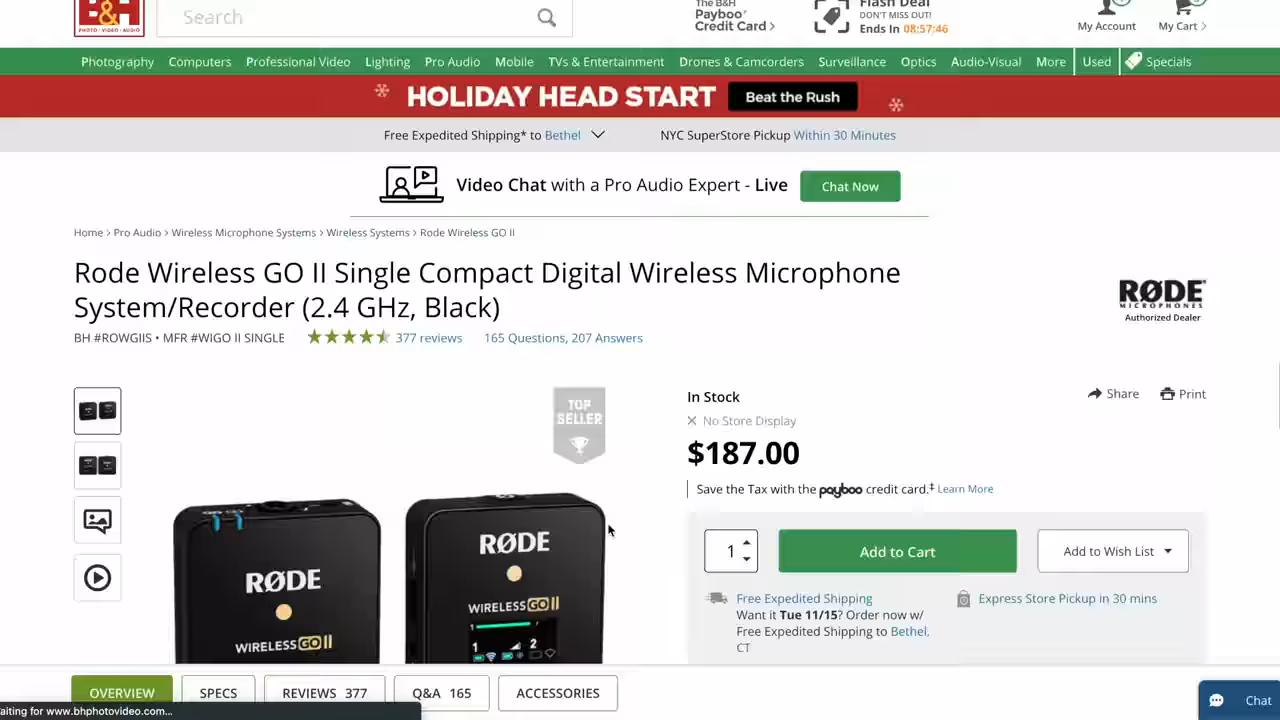 B&H
PHOTO · VIDEO · AUDIO
Search
The B&H
Payboo
Credit Card >
Flash Deal
DON'T MISS OUT!
Ends In 08:57:46
My Account
My Cart >
Photography Computers Professional Video Lighting Pro Audio Mobile TVs & Entertainment Drones & Camcorders Surveillance Optics Audio-Visual More Used Specials
HOLIDAY HEAD START Beat the Rush
Free Expedited Shipping* to Bethel NYC SuperStore Pickup Within 30 Minutes
Video Chat with a Pro Audio Expert - Live Chat Now
Home > Pro Audio > Wireless Microphone Systems > Wireless Systems > Rode Wireless GO II
Rode Wireless GO II Single Compact Digital Wireless Microphone
System/Recorder (2.4 GHz, Black)
RØDE
MICROPHONES
Authorized Dealer
BH #ROWGIIS • MFR #WIGO II SINGLE 377 reviews 165 Questions, 207 Answers
TOP
SELLER
In Stock
Share Print
× No Store Display
$187.00
Save the Tax with the payboo credit card.‡ Learn More
1 Add to Cart Add to Wish List
Free Expedited Shipping
Want it Tue 11/15? Order now w/
Free Expedited Shipping to Bethel,
CT
Express Store Pickup in 30 mins
RØDE
WIRELESS GO II
RØDE
WIRELESS GO II
1
1 2
OVERVIEW SPECS REVIEWS 377 Q&A 165 ACCESSORIES
aiting for www.bhphotovideo.com...
Chat